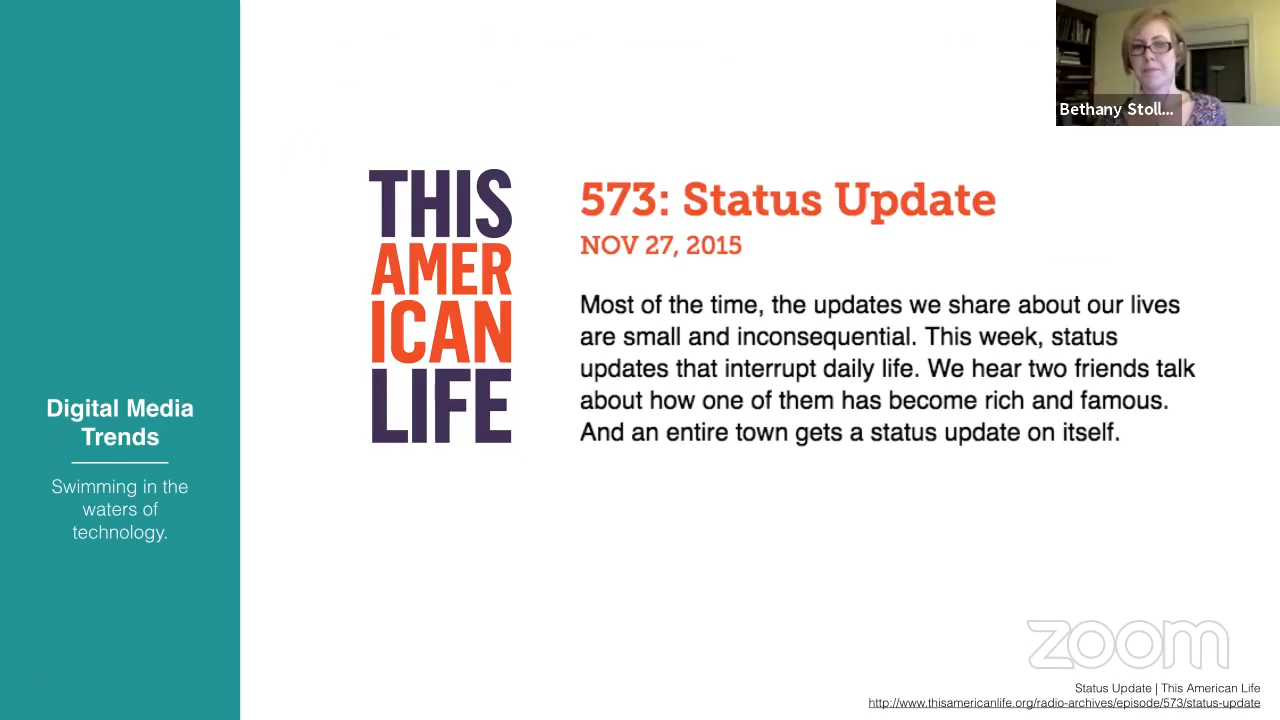 Bethany Stoll...
THIS
AMER
ICAN
LIFE
573: Status Update
NOV 27, 2015
Most of the time, the updates we share about our lives
are small and inconsequential. This week, status
updates that interrupt daily life. We hear two friends talk
about how one of them has become rich and famous.
And an entire town gets a status update on itself.
Digital Media
Trends
Swimming in the
waters of
technology.
zoom
Status Update | This American Life
http://www.thisamericanlife.org/radio-archives/episode/573/status-update